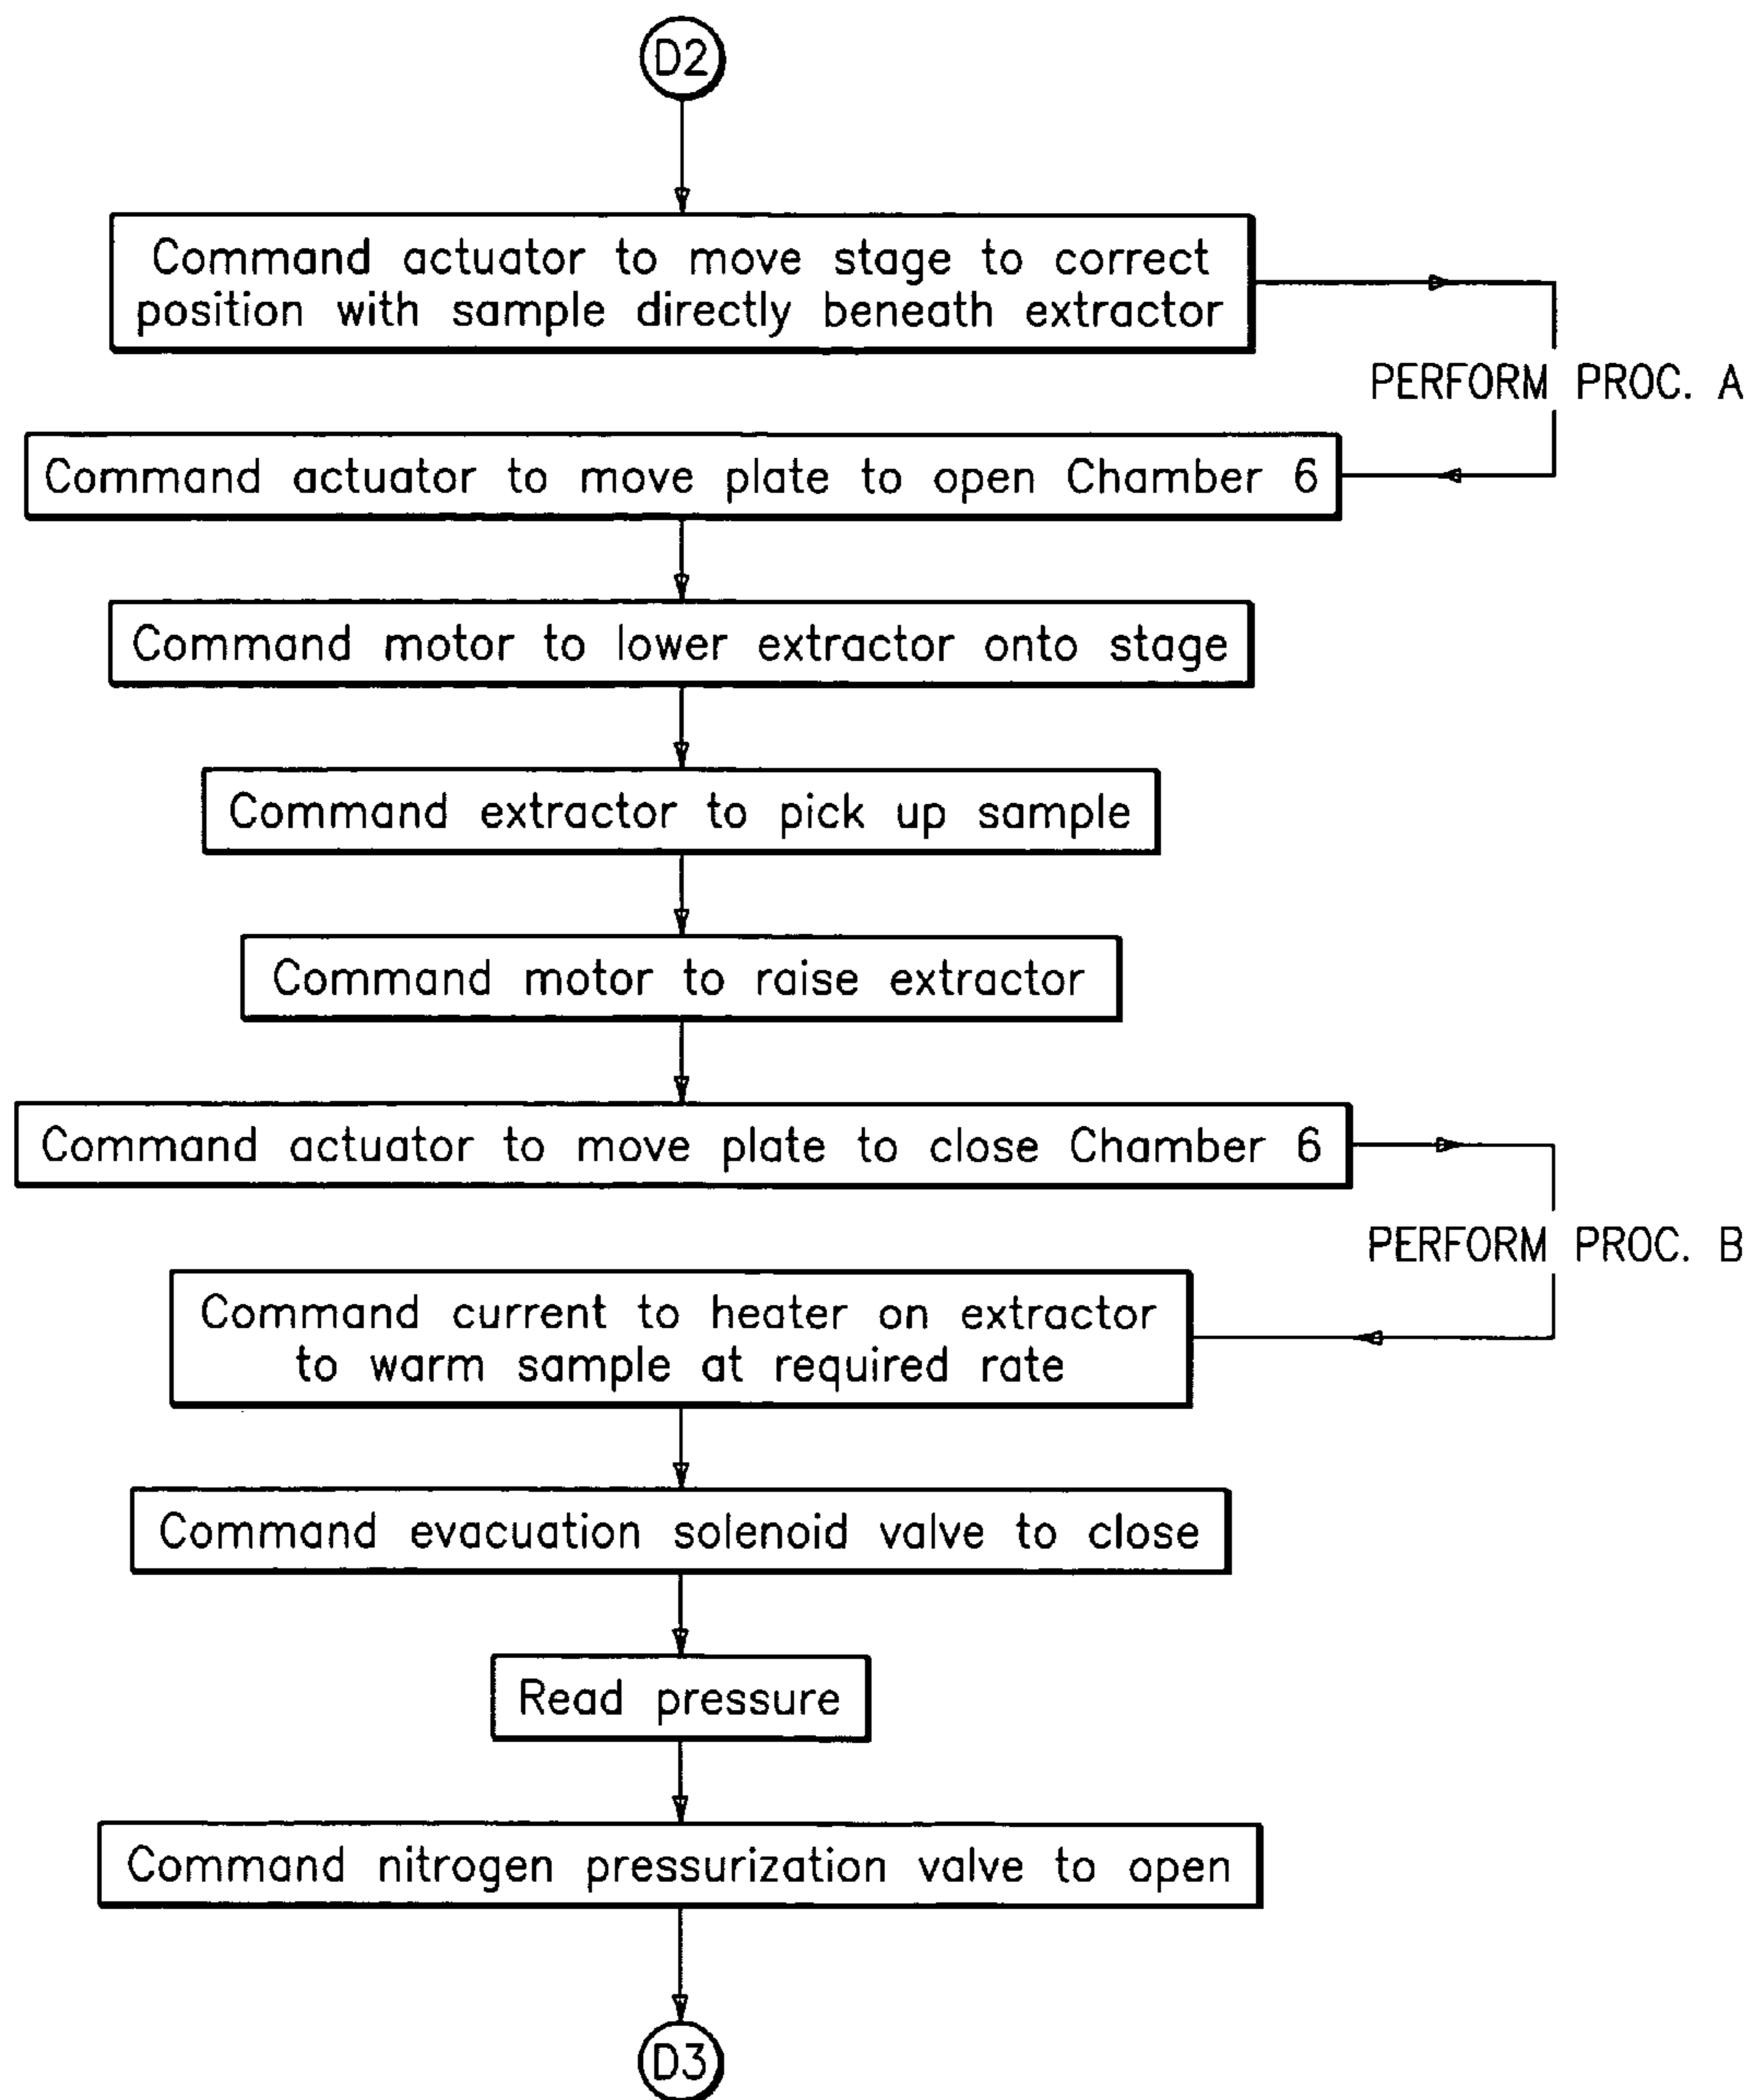 D2
Command actuator to move stage to correct
position with sample directly beneath extractor
PERFORM PROC. A
Command actuator to move plate to open Chamber 6
Command motor to lower extractor onto stage
Command extractor to pick up sample
Command motor to raise extractor
Command actuator to move plate to close Chamber 6
PERFORM PROC. B
Command current to heater on extractor
to warm sample at required rate
Command evacuation solenoid valve to close
Read pressure
Command nitrogen pressurization valve to open
D3